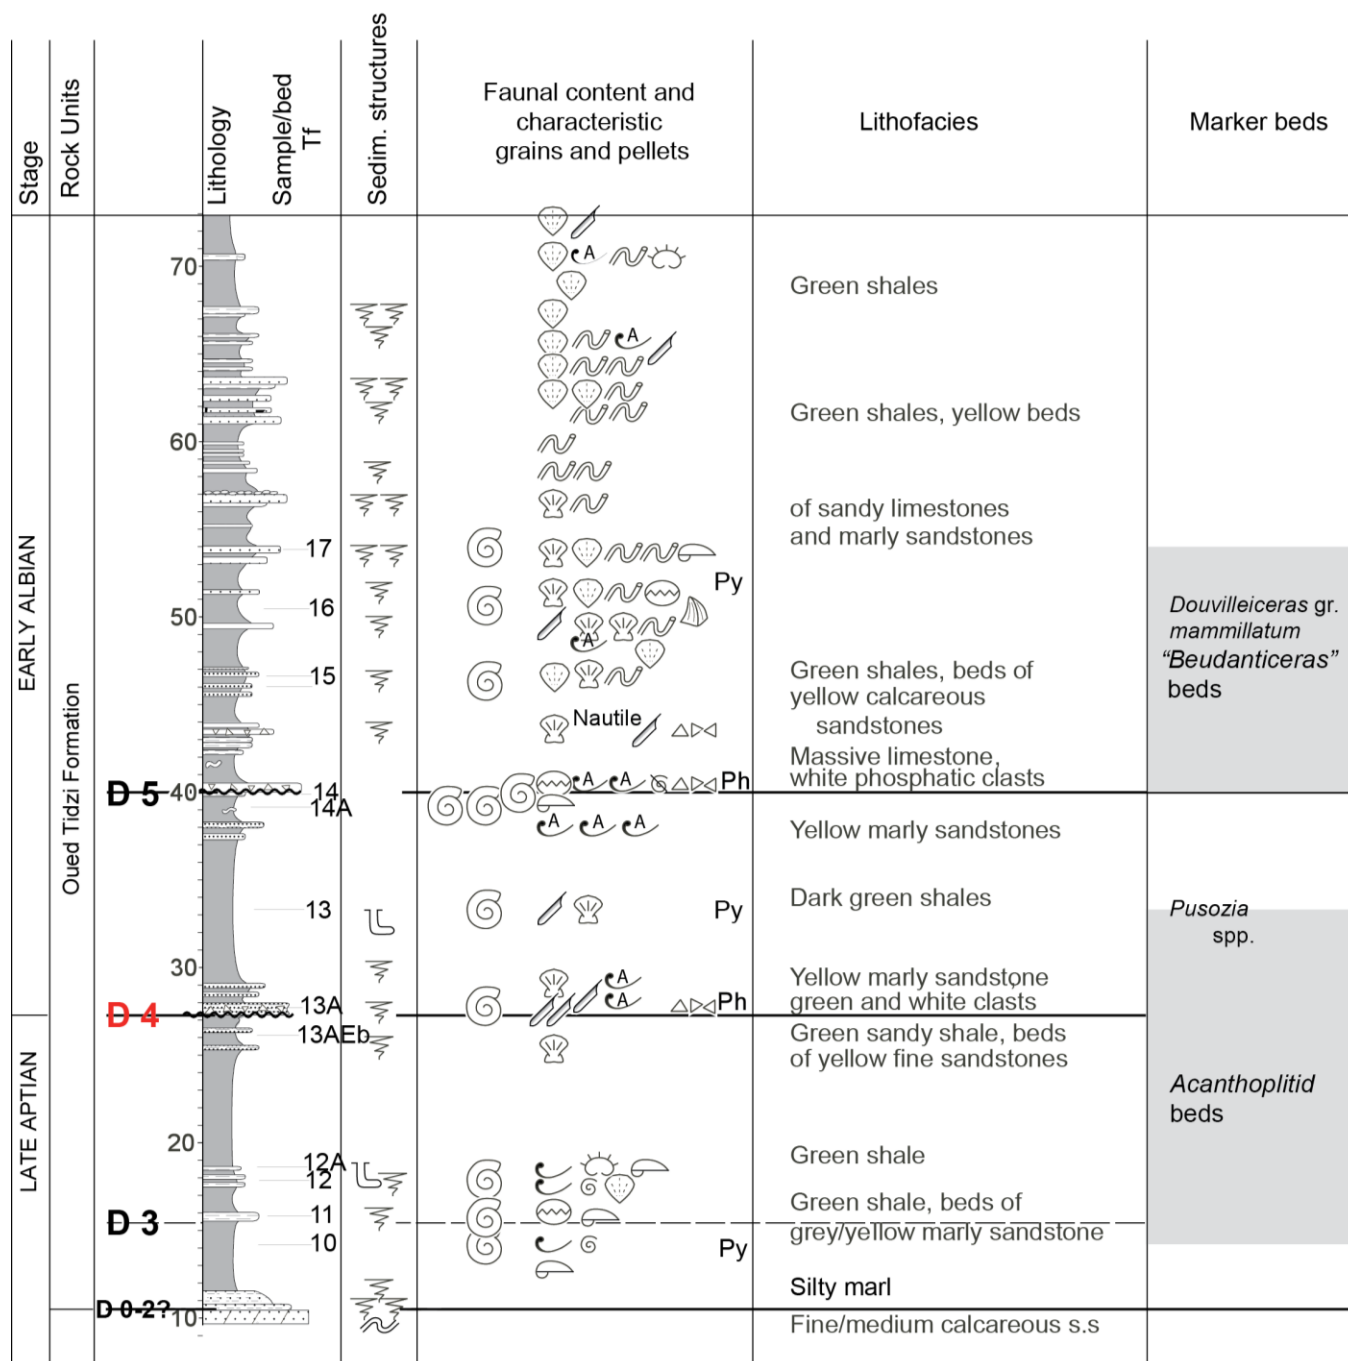 Stage
Rock Units
Lithology
Sample/bed
Tf
Sedim. structures
Faunal content and
characteristic
grains and pellets
Lithofacies
Marker beds
EARLY ALBIAN
LATE APTIAN
Oued Tidzi Formation
70
60
50
40
30
20
10
D 5
D 4
D 3
D 0-2?
17
16
15
14
14A
13
13A
13AEb
12A
12
11
10
A
A
A
Nautile
A
A
A
A
A
A
A
Py
Ph
Py
Ph
Py
Green shales
Green shales, yellow beds
of sandy limestones
and marly sandstones
Green shales, beds of
yellow calcareous
sandstones
Massive limestone,
white phosphatic clasts
Yellow marly sandstones
Dark green shales
Yellow marly sandstone,
green and white clasts
Green sandy shale, beds
of yellow fine sandstones
Green shale
Green shale, beds of
grey/yellow marly sandstone
Silty marl
Fine/medium calcareous s.s
Douvilleiceras gr.
mammillatum
“Beudanticeras”
beds
Pusozia
spp.
Acanthoplitid
beds